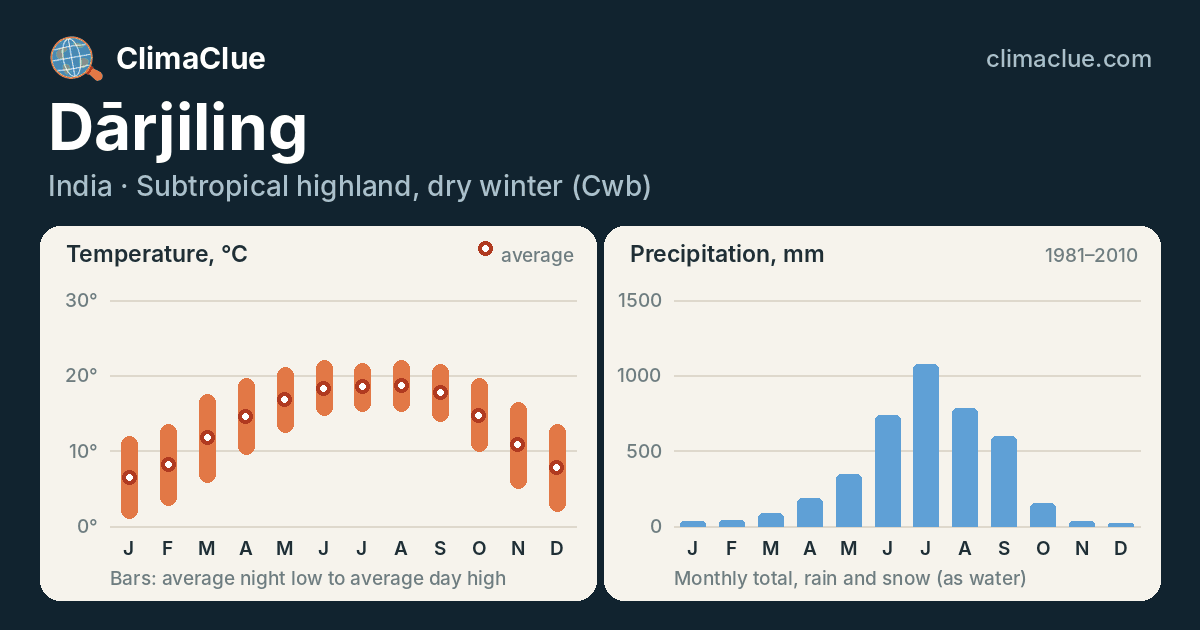 ClimaClue
climaclue.com
Dārjiling
India · Subtropical highland, dry winter (Cwb)
Temperature, °C
average
30°
20°
10°
0°
J F M A M J J A S O N D
Bars: average night low to average day high
Precipitation, mm
1981–2010
1500
1000
500
0
J F M A M J J A S O N D
Monthly total, rain and snow (as water)